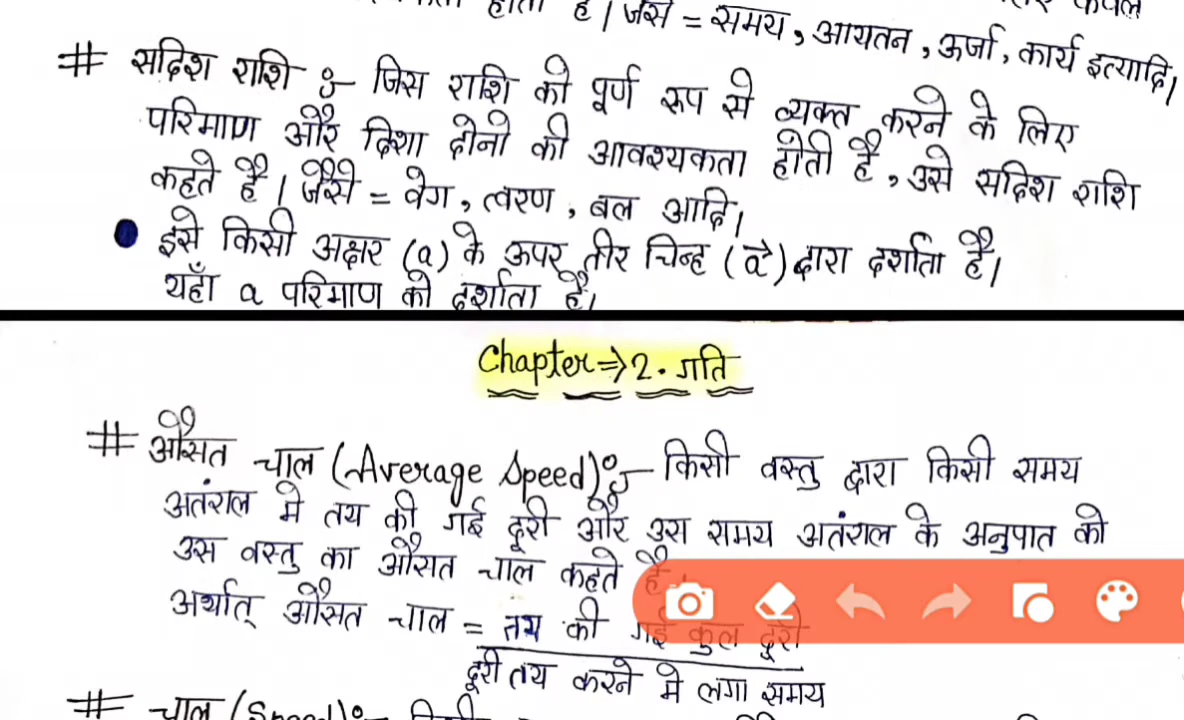 होता है। जैसे = समय, आयतन, ऊर्जा, कार्य इत्यादि।
# सदिश राशि :- जिस राशि को पूर्ण रूप से व्यक्त करने के लिए
परिमाण और दिशा दोनो की आवश्यकता होती है, उसे सदिश राशि
कहते है। जैसे = वेग, त्वरण, बल आदि।
● इसे किसी अक्षर (a) के ऊपर तीर चिन्ह (a⃗) द्वारा दर्शाता है।
यहाँ a परिमाण को दर्शाता है।
Chapter ⇒ 2. गति
# औसत चाल (Average Speed) :- किसी वस्तु द्वारा किसी समय
अतंराल मे तय की गई दूरी और उस समय अतंराल के अनुपात को
उस वस्तु का औसत चाल कहते है।
अर्थात् औसत चाल = तय की गई कुल दूरी
दूरी तय करने मे लगा समय
# चाल (Speed) :-